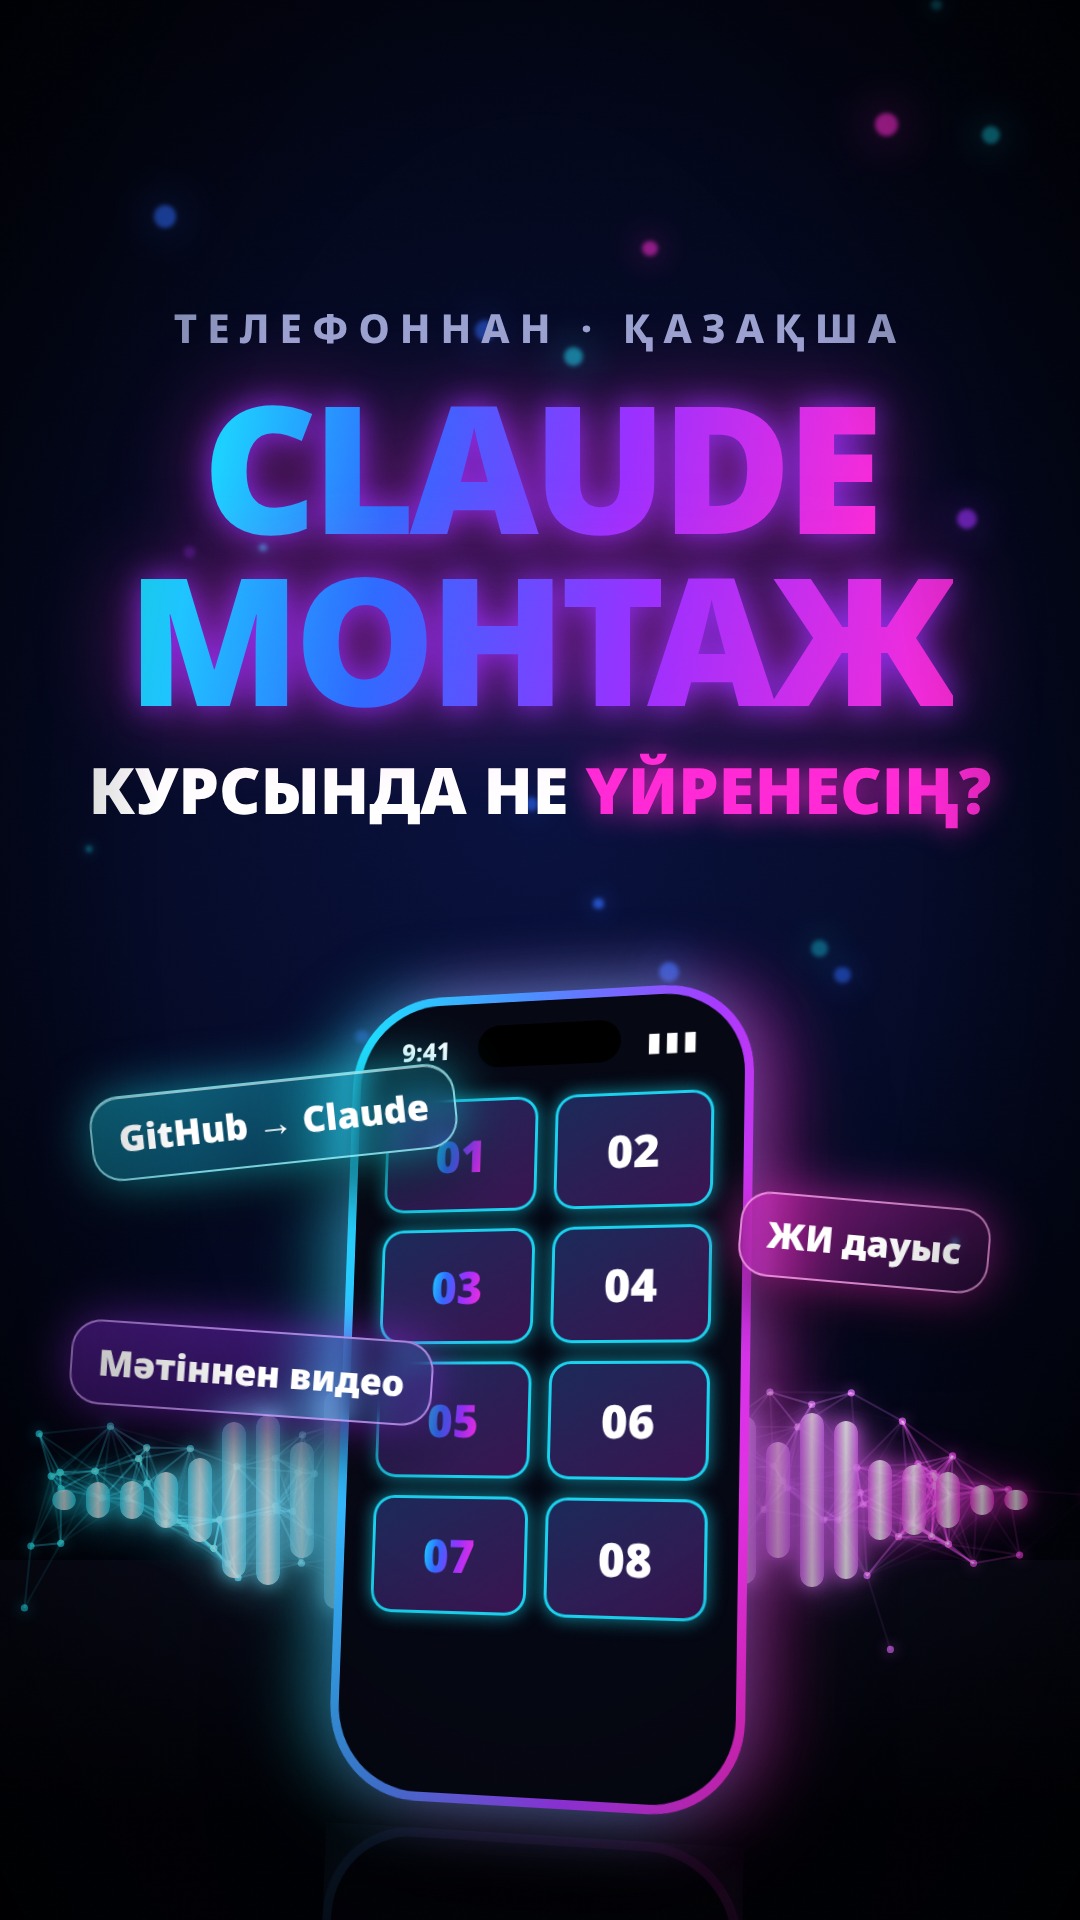 ТЕЛЕФОННАН · ҚАЗАҚША
CLAUDE
МОНТАЖ
КУРСЫНДА НЕ ҮЙРЕНЕСІҢ?
9:41
GitHub → Claude
01
02
ЖИ дауыс
03
04
Мәтіннен видео
05
06
07
08